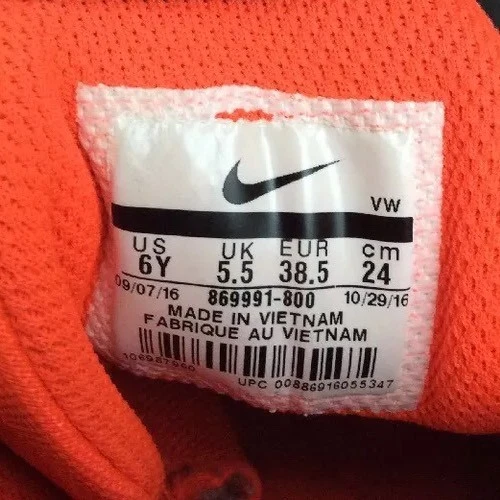 VW
US UK EUR cm
6Y 5.5 38.5 24
09/07/16 869991-800 10/29/16
MADE IN VIETNAM
FABRIQUE AU VIETNAM
UPC 00886916055347